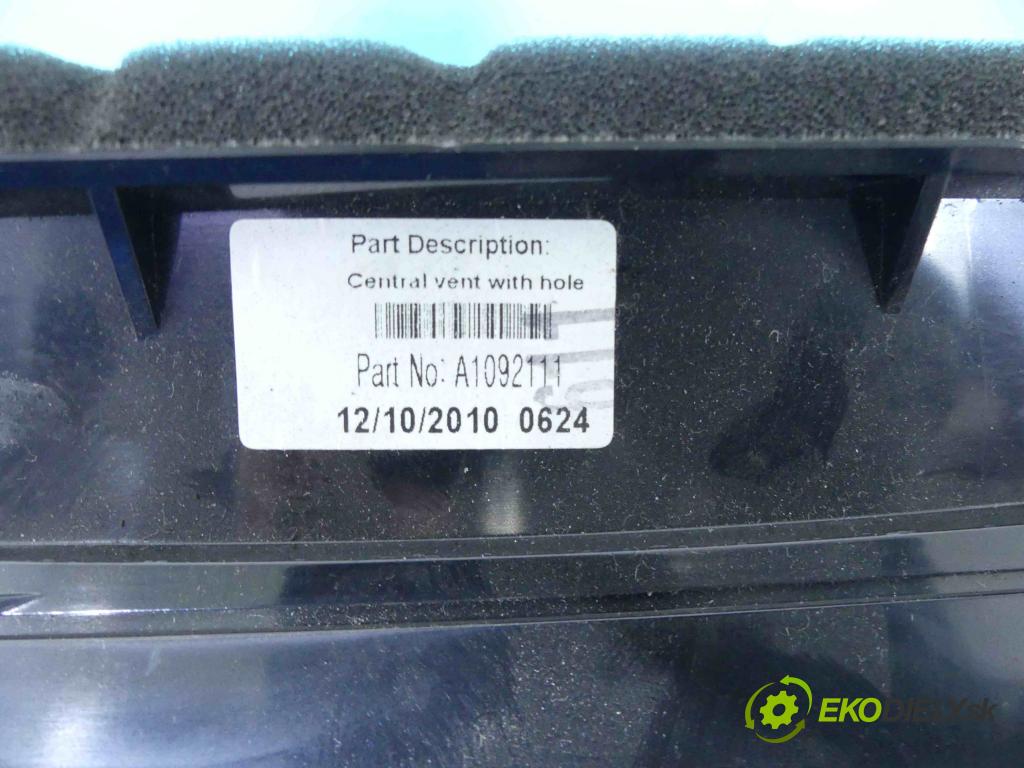 Part Description:
Central vent with hole
Part No: A1092111
12/10/2010 0624
EKODIELY.sk